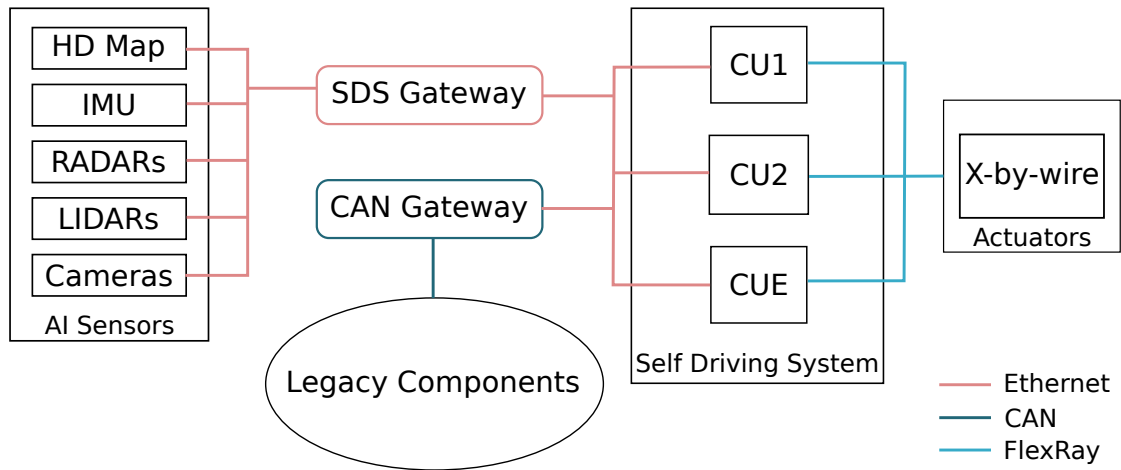 HD Map
IMU
RADARs
LIDARs
Cameras
AI Sensors
SDS Gateway
CAN Gateway
Legacy Components
CU1
CU2
CUE
Self Driving System
X-by-wire
Actuators
Ethernet
CAN
FlexRay